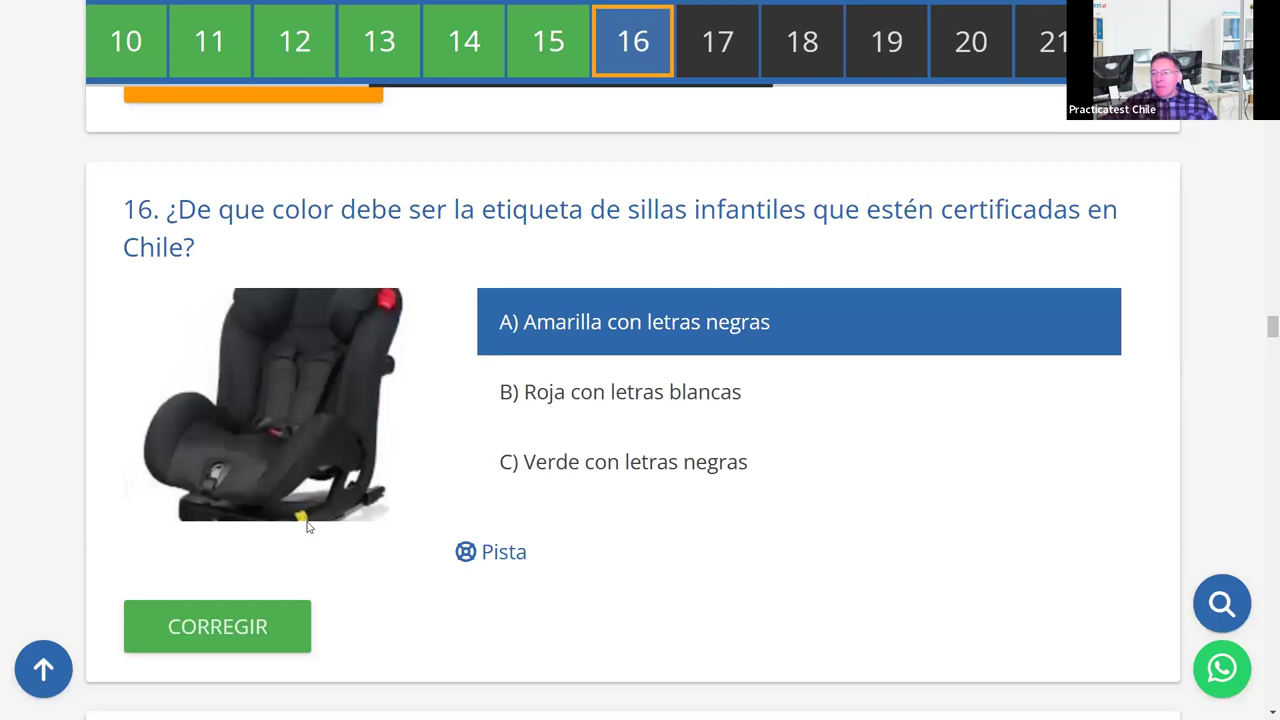 10 11 12 13 14 15 16 17 18 19 20 21
Practicatest Chile
16. ¿De que color debe ser la etiqueta de sillas infantiles que estén certificadas en
Chile?
A) Amarilla con letras negras
B) Roja con letras blancas
C) Verde con letras negras
Pista
CORREGIR